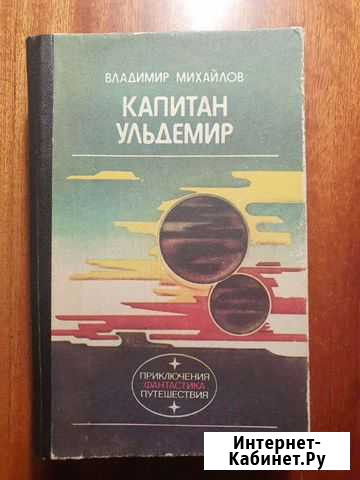 ВЛАДИМИР МИХАЙЛОВ
КАПИТАН
УЛЬДЕМИР
ПРИКЛЮЧЕНИЯ
ФАНТАСТИКА
ПУТЕШЕСТВИЯ
Интернет-
Кабинет.Ру